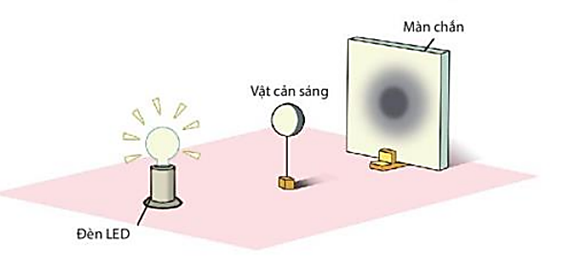 Màn chắn
Vật cản sáng
Đèn LED